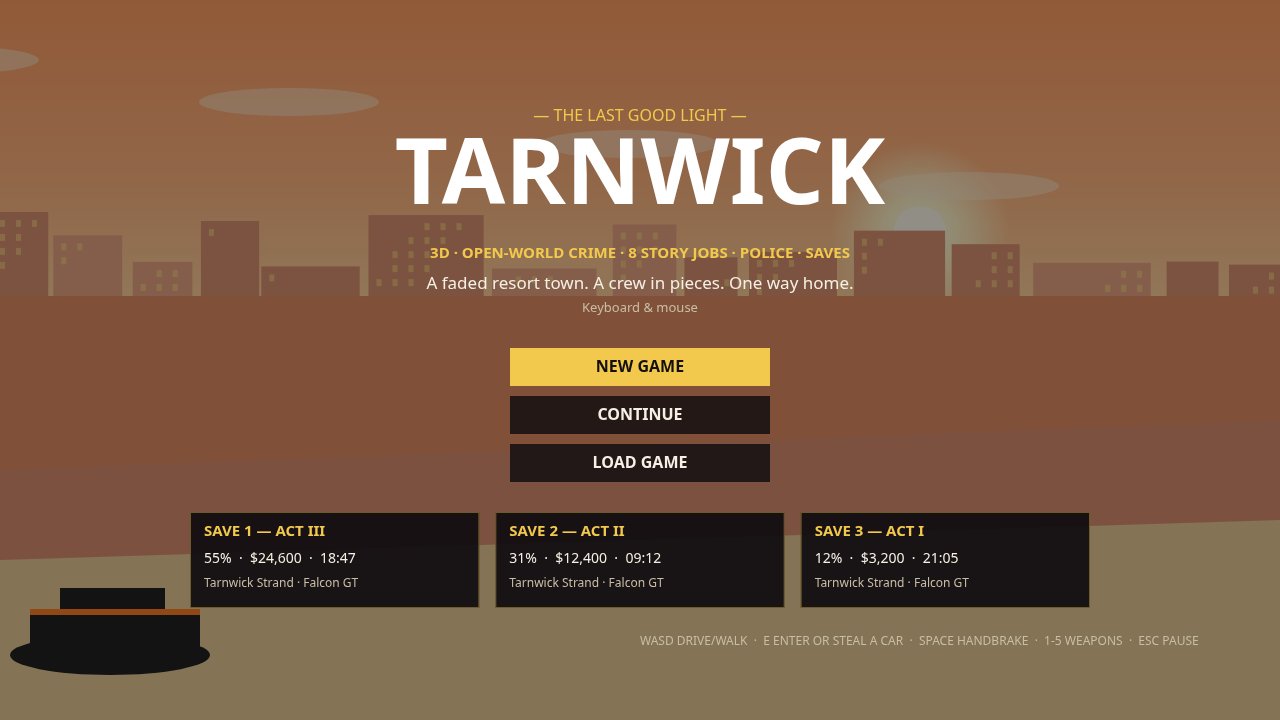 — THE LAST GOOD LIGHT —
TARNWICK
3D · OPEN-WORLD CRIME · 8 STORY JOBS · POLICE · SAVES
A faded resort town. A crew in pieces. One way home.
Keyboard & mouse
NEW GAME
CONTINUE
LOAD GAME
SAVE 1 — ACT III
55% · $24,600 · 18:47
Tarnwick Strand · Falcon GT
SAVE 2 — ACT II
31% · $12,400 · 09:12
Tarnwick Strand · Falcon GT
SAVE 3 — ACT I
12% · $3,200 · 21:05
Tarnwick Strand · Falcon GT
WASD DRIVE/WALK · E ENTER OR STEAL A CAR · SPACE HANDBRAKE · 1-5 WEAPONS · ESC PAUSE